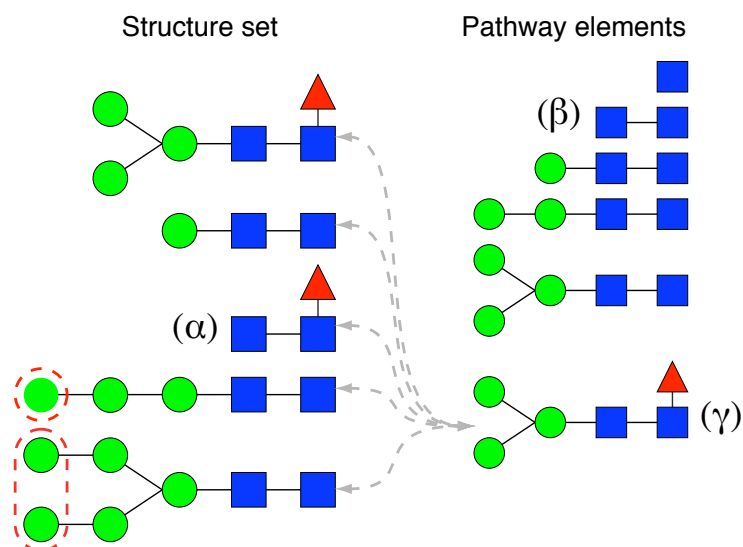 Structure set
Pathway elements
(β)
(α)
(γ)